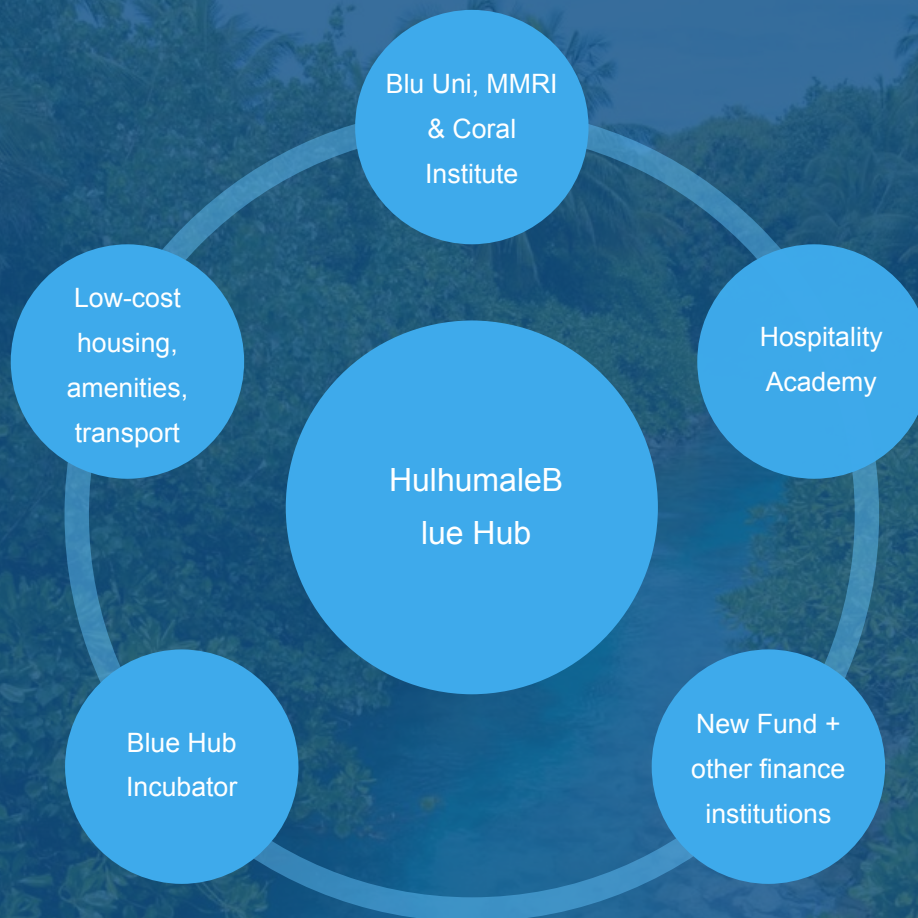 Blu Uni, MMRI
& Coral
Institute
Low-cost
housing,
amenities,
transport
Hospitality
Academy
HulhumaleB
lue Hub
Blue Hub
Incubator
New Fund +
other finance
institutions